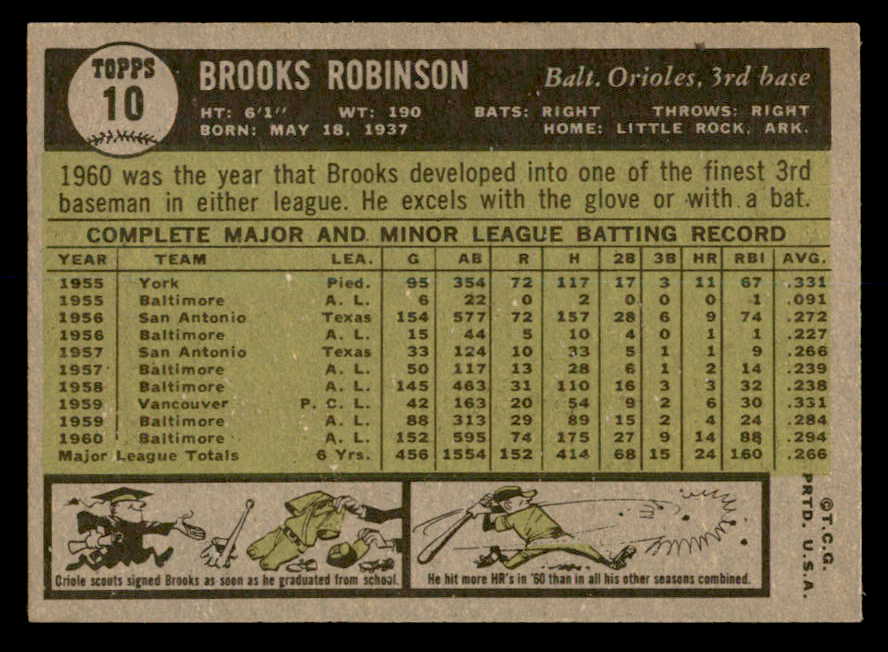 TOPPS
10
BROOKS ROBINSON Balt. Orioles, 3rd base
HT: 6'1" WT: 190 BATS: RIGHT THROWS: RIGHT
BORN: MAY 18, 1937 HOME: LITTLE ROCK, ARK.
1960 was the year that Brooks developed into one of the finest 3rd
baseman in either league. He excels with the glove or with a bat.
COMPLETE MAJOR AND MINOR LEAGUE BATTING RECORD
YEAR TEAM LEA. G AB R H 2B 3B HR RBI AVG.
1955 York Pied. 95 354 72 117 17 3 11 67 .331
1955 Baltimore A. L. 6 22 0 2 0 0 0 1 .091
1956 San Antonio Texas 154 577 72 157 28 6 9 74 .272
1956 Baltimore A. L. 15 44 5 10 4 0 1 1 .227
1957 San Antonio Texas 33 124 10 33 5 1 1 9 .266
1957 Baltimore A. L. 50 117 13 28 6 1 2 14 .239
1958 Baltimore A. L. 145 463 31 110 16 3 3 32 .238
1959 Vancouver P. C. L. 42 163 20 54 9 2 6 30 .331
1959 Baltimore A. L. 88 313 29 89 15 2 4 24 .284
1960 Baltimore A. L. 152 595 74 175 27 9 14 88 .294
Major League Totals 6 Yrs. 456 1554 152 414 68 15 24 160 .266
Oriole scouts signed Brooks as soon as he graduated from school.
He hit more HR's in '60 than in all his other seasons combined.
©T.C.G.
PRTD. U.S.A.